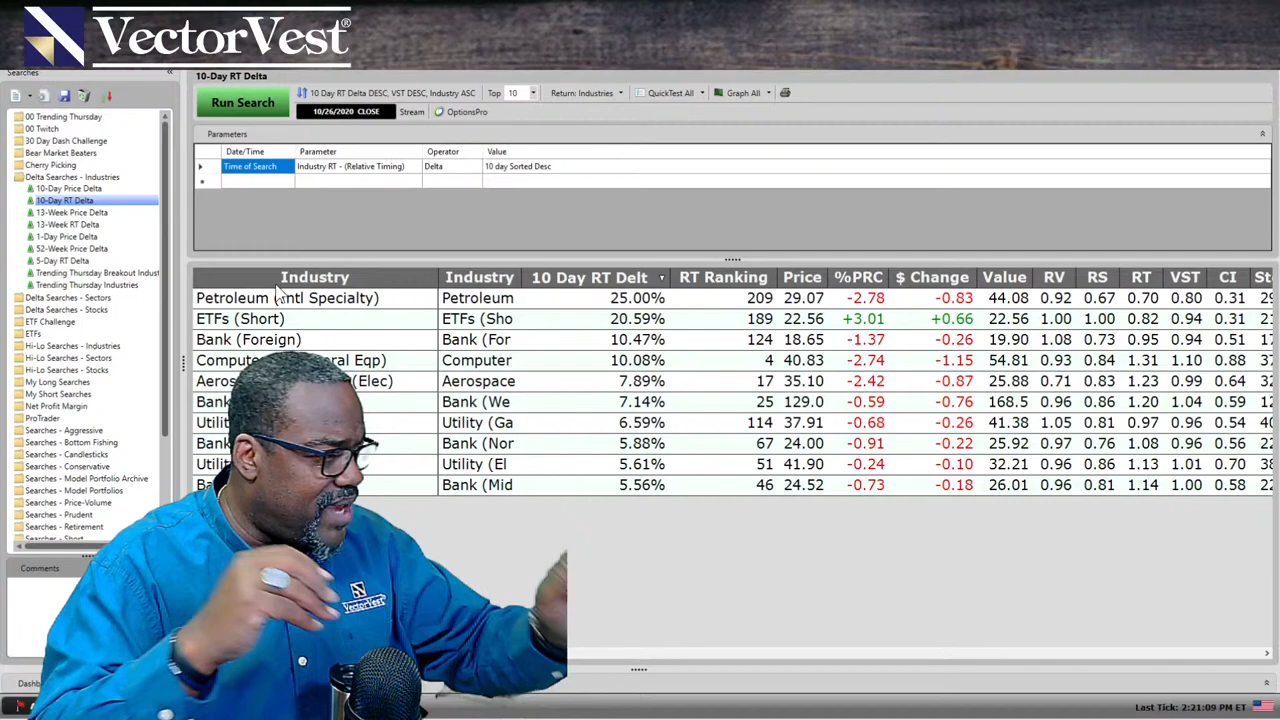 VectorVest®
Searches
10-Day RT Delta
Run Search
10 Day RT Delta DESC, VST DESC, Industry ASC
Top 10
Return: Industries
QuickTest All
Graph All
10/26/2020 CLOSE
Stream
OptionsPro
Parameters
Date/Time Parameter Operator Value
Time of Search Industry RT - (Relative Timing) Delta 10 day Sorted Desc
00 Trending Thursday
00 Twitch
30 Day Dash Challenge
Bear Market Beaters
Cherry Picking
Delta Searches - Industries
10-Day Price Delta
10-Day RT Delta
13-Week Price Delta
13-Week RT Delta
1-Day Price Delta
52-Week Price Delta
5-Day RT Delta
Trending Thursday Breakout Indust
Trending Thursday Industries
Delta Searches - Sectors
Delta Searches - Stocks
ETF Challenge
ETFs
Hi-Lo Searches - Industries
Hi-Lo Searches - Sectors
Hi-Lo Searches - Stocks
My Long Searches
My Short Searches
Net Profit Margin
ProTrader
Searches - Aggressive
Searches - Bottom Fishing
Searches - Candlesticks
Searches - Conservative
Searches - Model Portfolio Archive
Searches - Model Portfolios
Searches - Price-Volume
Searches - Prudent
Searches - Retirement
Searches - Short
Comments
Industry Industry 10 Day RT Delt RT Ranking Price %PRC $ Change Value RV RS RT VST CI Sto
Petroleum (Intl Specialty) Petroleum 25.00% 209 29.07 -2.78 -0.83 44.08 0.92 0.67 0.70 0.80 0.31
ETFs (Short) ETFs (Sho 20.59% 189 22.56 +3.01 +0.66 22.56 1.00 1.00 0.82 0.94 0.31
Bank (Foreign) Bank (For 10.47% 124 18.65 -1.37 -0.26 19.90 1.08 0.73 0.95 0.94 0.51
Compu eral Eqp) Computer 10.08% 4 40.83 -2.74 -1.15 54.81 0.93 0.84 1.31 1.10 0.88
Aero (Elec) Aerospace 7.89% 17 35.10 -2.42 -0.87 25.88 0.71 0.83 1.23 0.99 0.64
Ban Bank (We 7.14% 25 129.0 -0.59 -0.76 168.5 1.06 0.81 1.20 1.04 0.59
Utili Utility (Ga 6.59% 114 37.91 -0.68 -0.26 41.38 1.05 0.81 0.97 0.96 0.54
Ban Bank (Nor 5.88% 67 24.00 -0.91 -0.22 25.92 0.97 0.76 1.08 0.96 0.56
Utili Utility (El 5.61% 51 41.90 -0.24 -0.10 32.21 0.96 0.86 1.13 1.01 0.70
Ba Bank (Mid 5.56% 46 24.52 -0.73 -0.18 26.01 0.96 0.81 1.14 1.00 0.58
VectorVest
Dashb
Last Tick: 2:21:09 PM ET